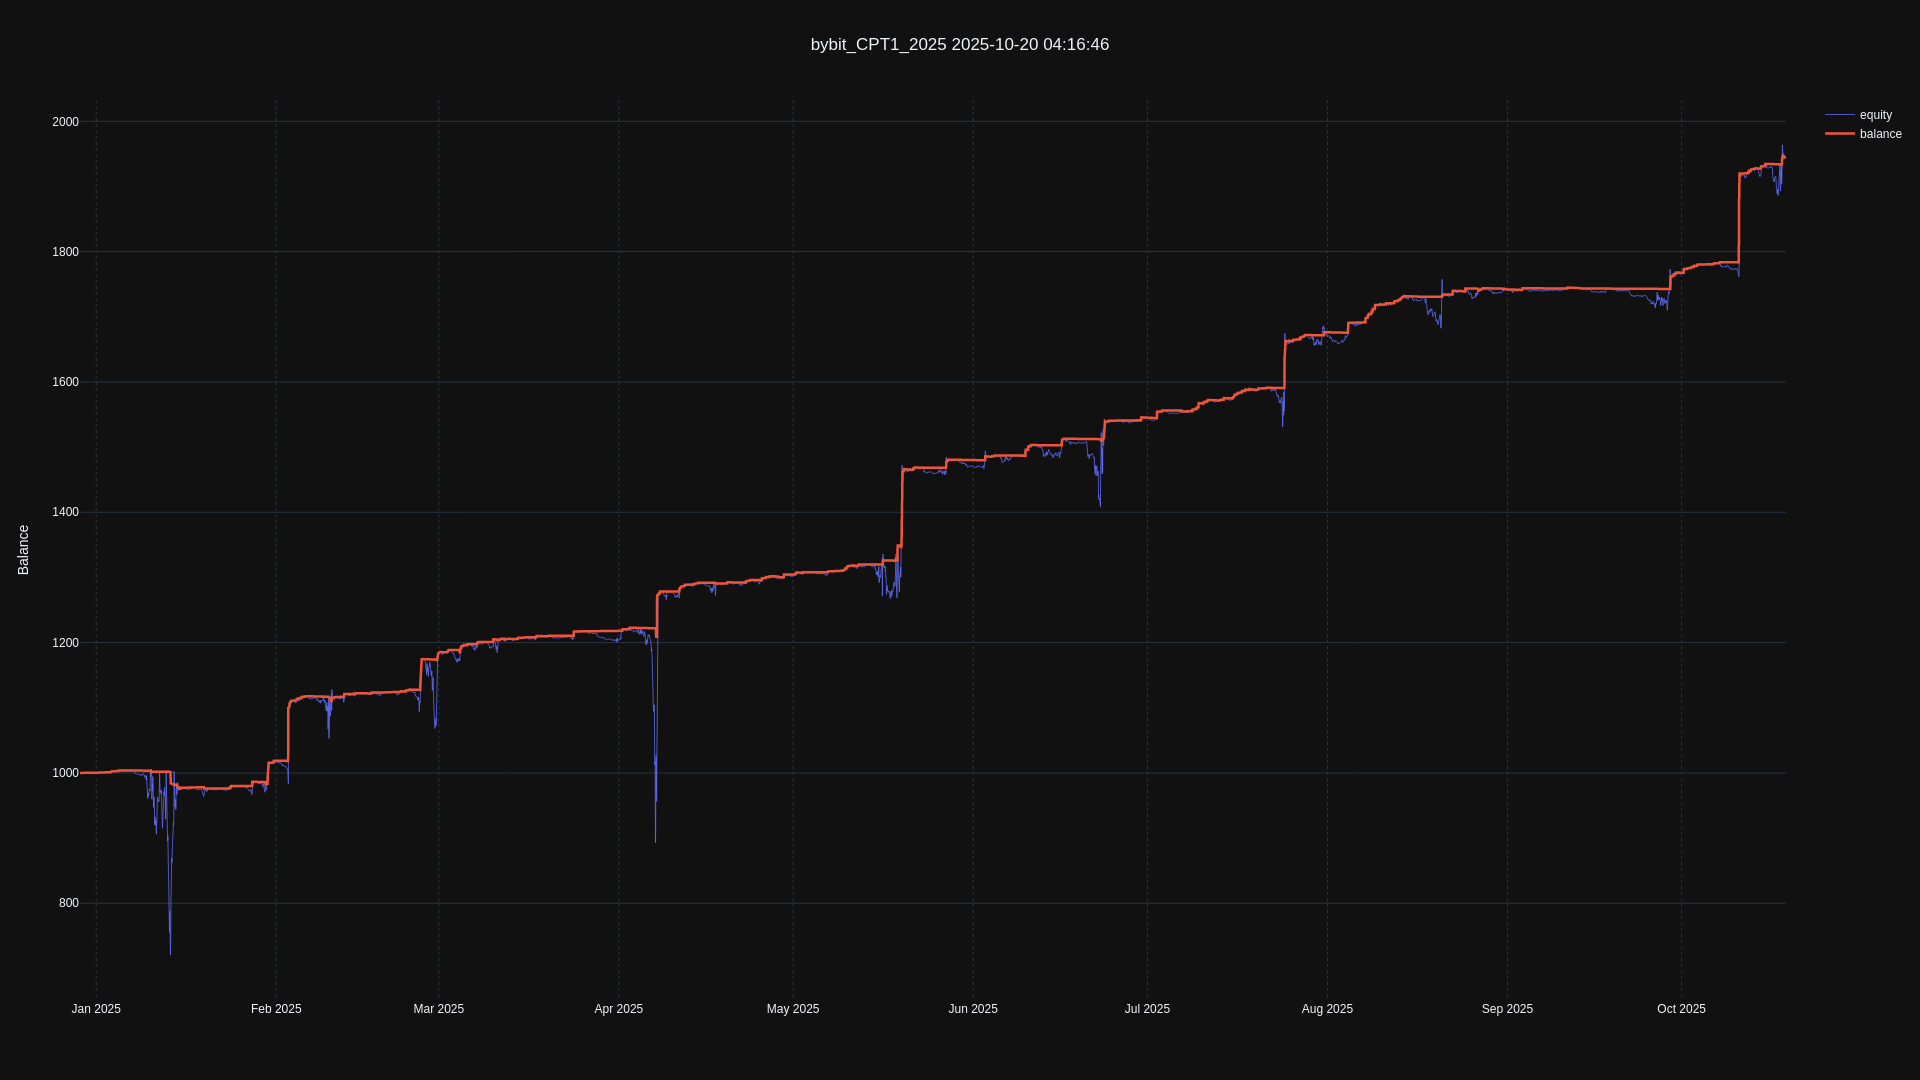 bybit_CPT1_2025 2025-10-20 04:16:46
equity
balance
Balance
2000
1800
1600
1400
1200
1000
800
Jan 2025
Feb 2025
Mar 2025
Apr 2025
May 2025
Jun 2025
Jul 2025
Aug 2025
Sep 2025
Oct 2025